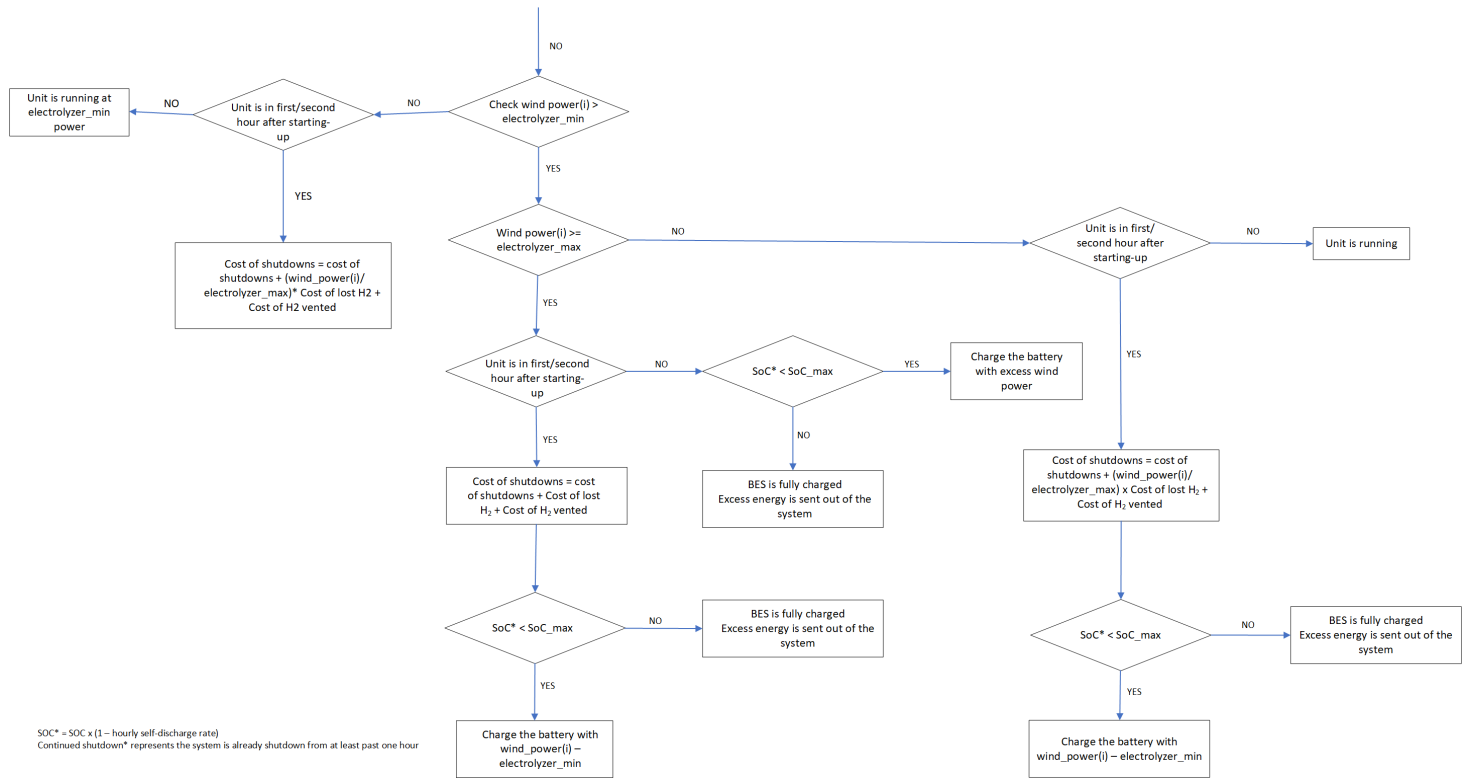 NO
Check wind power(i) >
electrolyzer_min
NO
Unit is in first/second
hour after starting-
up
NO
Unit is running at
electrolyzer_min
power
YES
YES
Cost of shutdowns = cost of
shutdowns + (wind_power(i)/
electrolyzer_max)* Cost of lost H2 +
Cost of H2 vented
Wind power(i) >=
electrolyzer_max
NO
Unit is in first/
second hour after
starting-up
NO
Unit is running
YES
YES
Unit is in first/second
hour after starting-
up
NO
SoC* < SoC_max
YES
Charge the battery
with excess wind
power
YES
NO
Cost of shutdowns = cost
of shutdowns + Cost of lost
H₂ + Cost of H₂ vented
BES is fully charged
Excess energy is sent out of the
system
Cost of shutdowns = cost of
shutdowns + (wind_power(i)/
electrolyzer_max) x Cost of lost H₂ +
Cost of H₂ vented
SoC* < SoC_max
NO
BES is fully charged
Excess energy is sent out of the
system
SoC* < SoC_max
NO
BES is fully charged
Excess energy is sent out of the
system
YES
YES
Charge the battery with
wind_power(i) –
electrolyzer_min
Charge the battery with
wind_power(i) – electrolyzer_min
SOC* = SOC x (1 – hourly self-discharge rate)
Continued shutdown* represents the system is already shutdown from at least past one hour